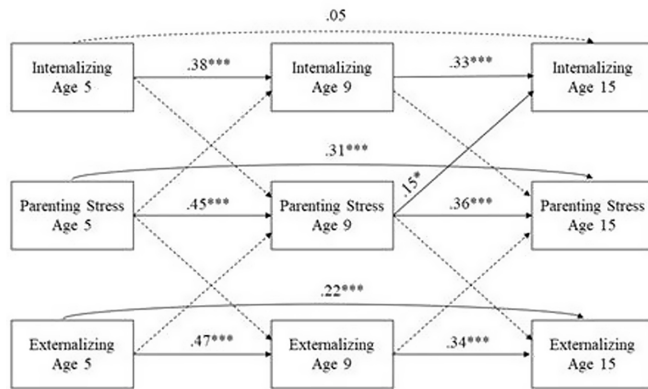 .05
Internalizing
Age 5
.38***
Internalizing
Age 9
.33***
Internalizing
Age 15
.31***
.15*
Parenting Stress
Age 5
.45***
Parenting Stress
Age 9
.36***
Parenting Stress
Age 15
.22***
Externalizing
Age 5
.47***
Externalizing
Age 9
.34***
Externalizing
Age 15